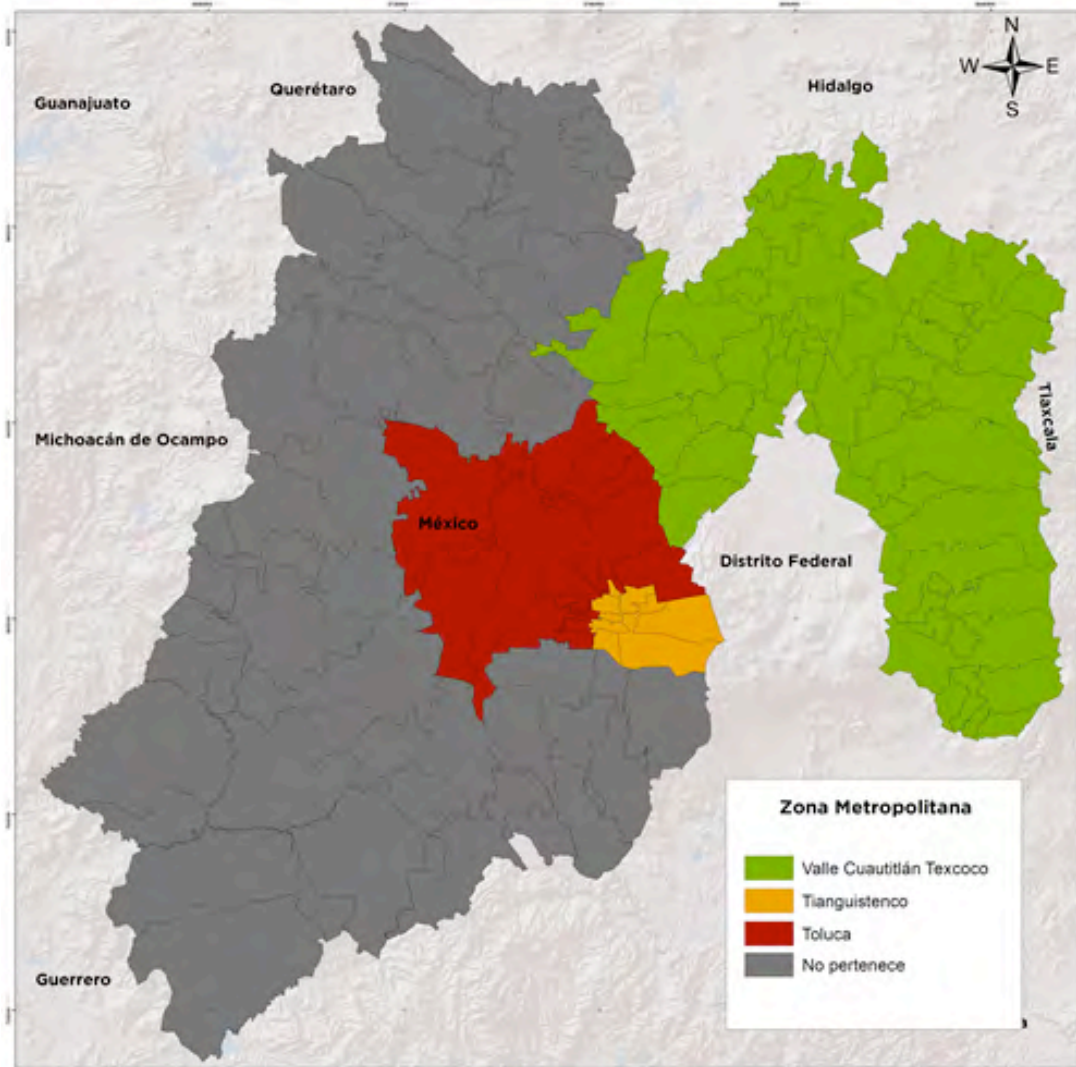 N
W E
S
Querétaro
Hidalgo
Guanajuato
Tlaxcala
Michoacán de Ocampo
México
Distrito Federal
Guerrero
Zona Metropolitana
Valle Cuautitlán Texcoco
Tianguistenco
Toluca
No pertenece
a